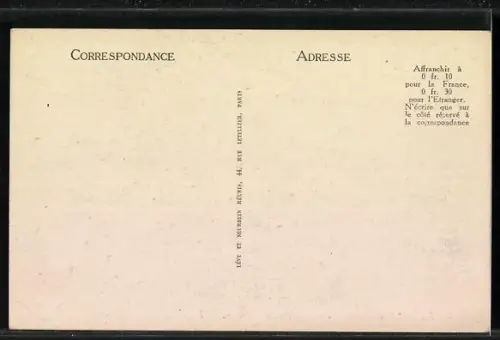 CORRESPONDANCE
ADRESSE
Affranchir à
0 fr. 10
pour la France,
0 fr. 30
pour l'Etranger,
N'écrire que sur
le côté réservé à
la correspondance
LÉVY ET NEURDEIN RÉUNIS, 44, RUE LETELLIER, PARIS